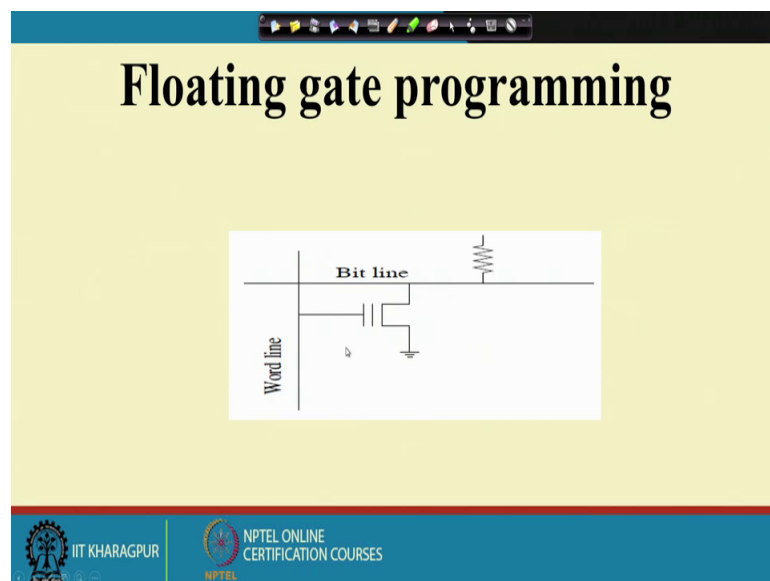 Floating gate programming
Bit line
Word line
IIT KHARAGPUR
NPTEL
NPTEL ONLINE
CERTIFICATION COURSES